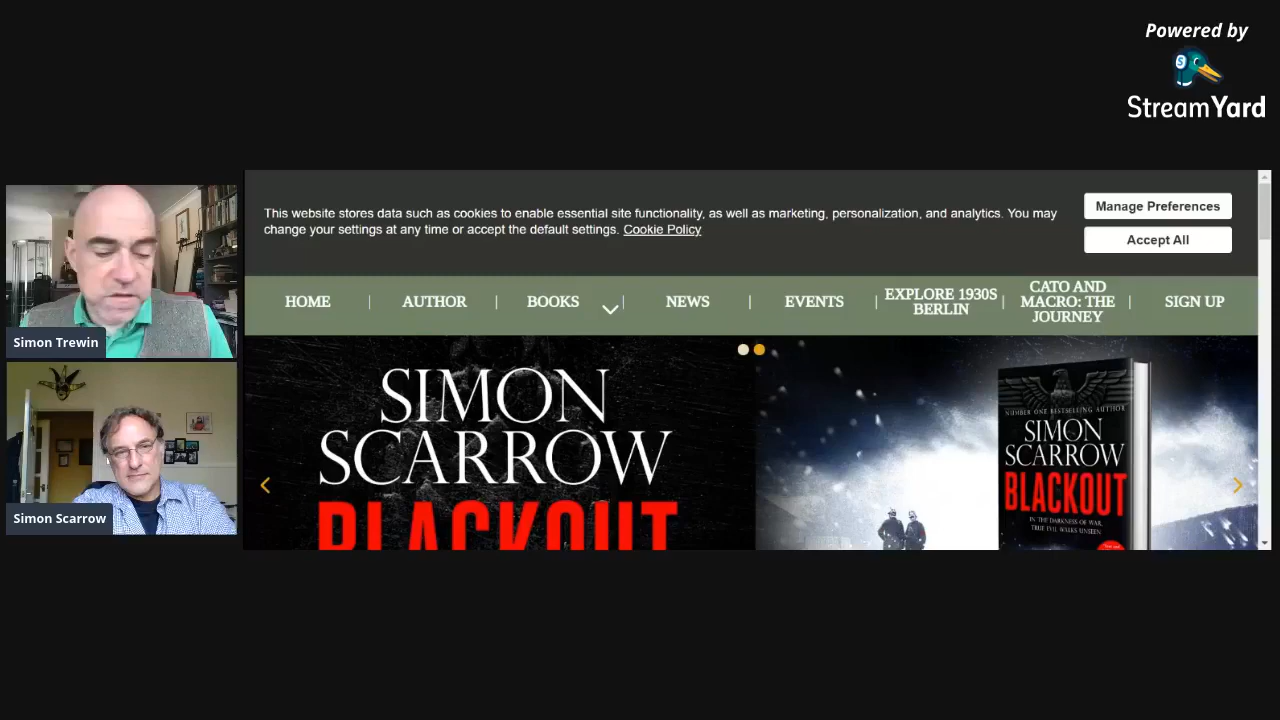 Powered by
StreamYard
Simon Trewin
Simon Scarrow
This website stores data such as cookies to enable essential site functionality, as well as marketing, personalization, and analytics. You may
change your settings at any time or accept the default settings. Cookie Policy
Manage Preferences
Accept All
HOME | AUTHOR | BOOKS | NEWS | EVENTS | EXPLORE 1930S BERLIN | CATO AND MACRO: THE JOURNEY | SIGN UP
SIMON
SCARROW
BLACKOUT
NUMBER ONE BESTSELLING AUTHOR
SIMON
SCARROW
BLACKOUT
IN THE DARKNESS OF WAR,
TRUE EVIL WALKS UNSEEN